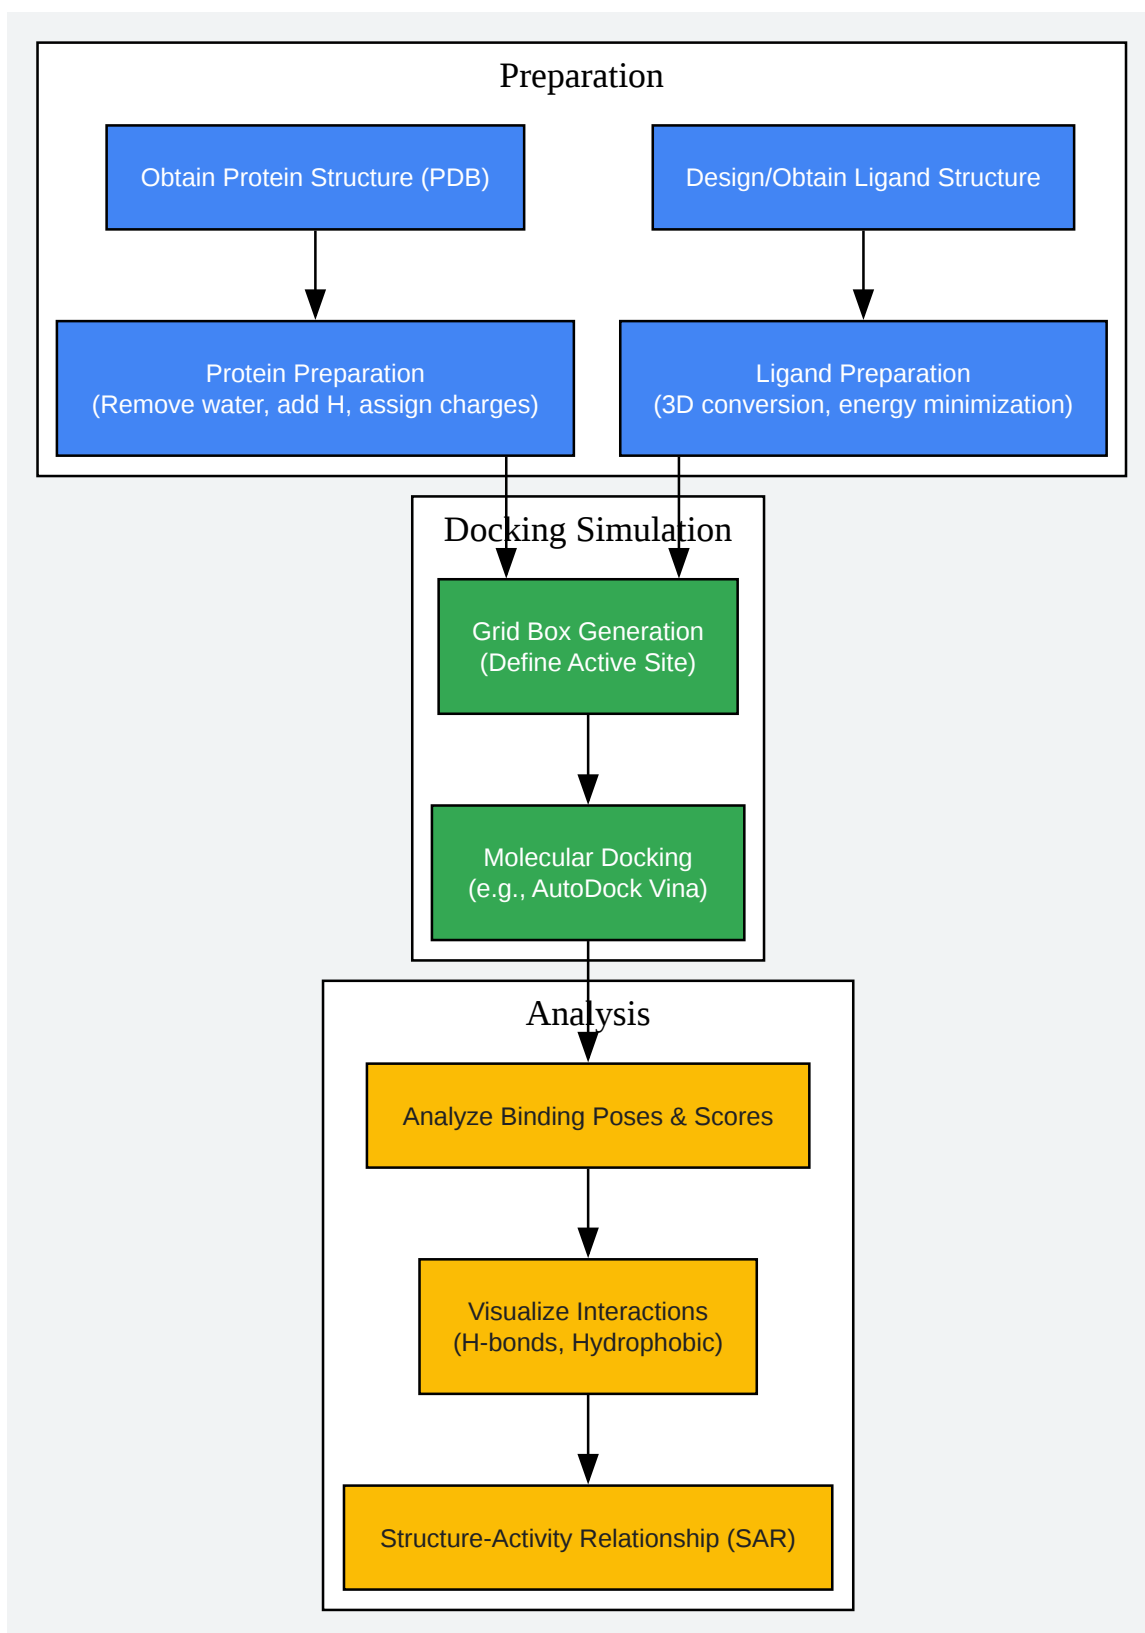 Preparation
Obtain Protein Structure (PDB)
Design/Obtain Ligand Structure
Protein Preparation
(Remove water, add H, assign charges)
Ligand Preparation
(3D conversion, energy minimization)
Docking Simulation
Grid Box Generation
(Define Active Site)
Molecular Docking
(e.g., AutoDock Vina)
Analysis
Analyze Binding Poses & Scores
Visualize Interactions
(H-bonds, Hydrophobic)
Structure-Activity Relationship (SAR)